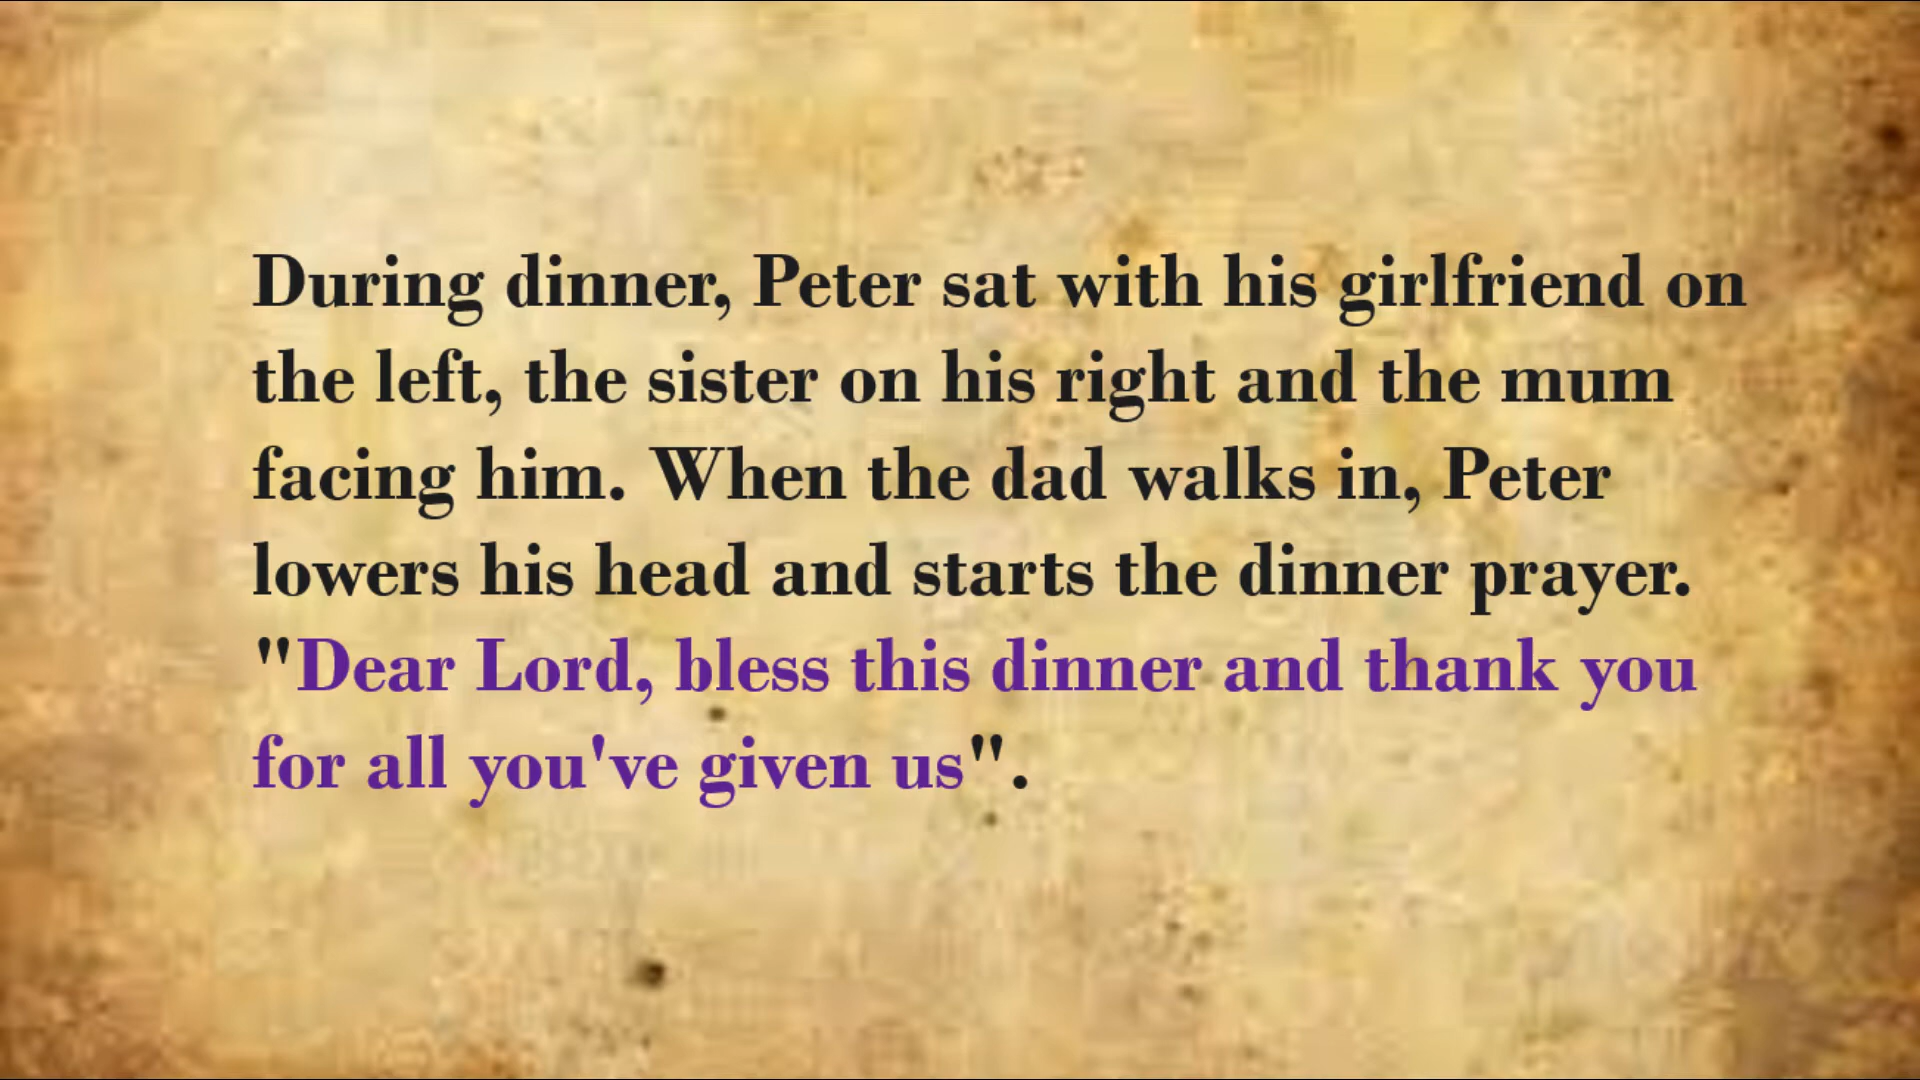 During dinner, Peter sat with his girlfriend on
the left, the sister on his right and the mum
facing him. When the dad walks in, Peter
lowers his head and starts the dinner prayer.
"Dear Lord, bless this dinner and thank you
for all you've given us".